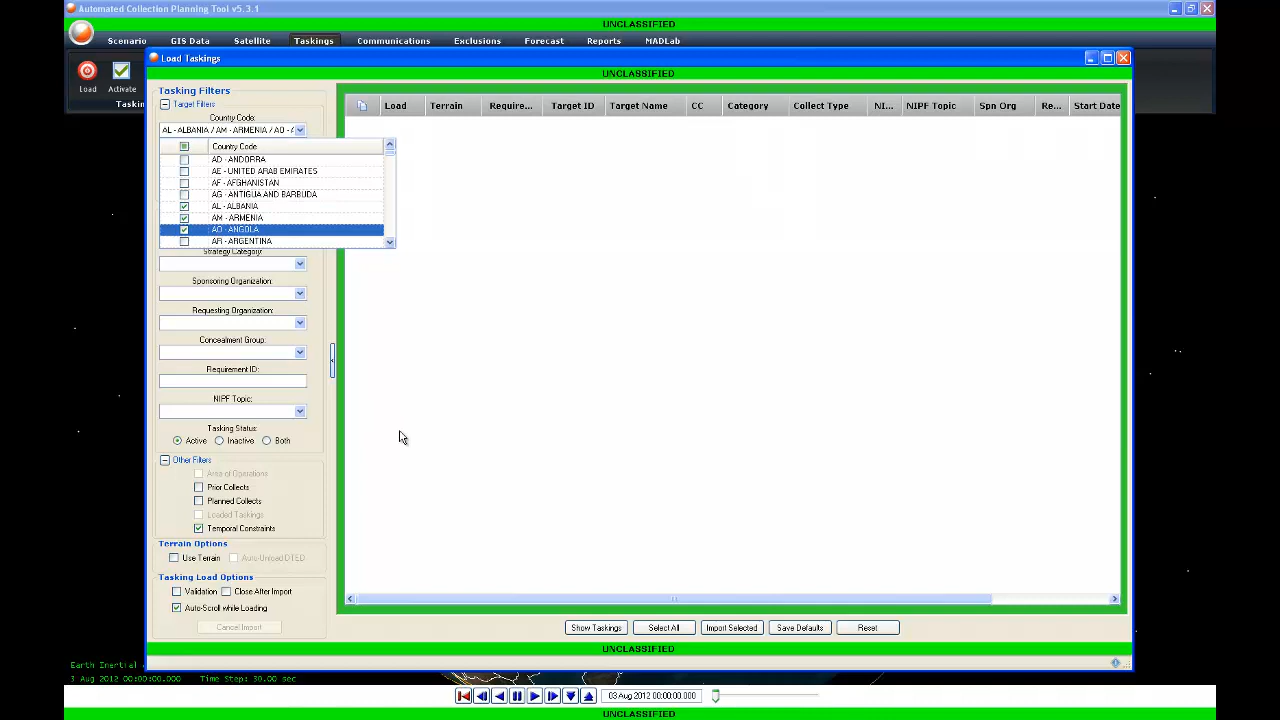 Automated Collection Planning Tool v5.3.1
UNCLASSIFIED
Scenario GIS Data Satellite Taskings Communications Exclusions Forecast Reports MADLab
Load Taskings
UNCLASSIFIED
Load Activate
Tasking Filters
Target Filters
Country Code:
AL - ALBANIA / AM - ARMENIA / AO -
Country Code
AD - ANDORRA
AE - UNITED ARAB EMIRATES
AF - AFGHANISTAN
AG - ANTIGUA AND BARBUDA
AL - ALBANIA
AM - ARMENIA
AO - ANGOLA
AR - ARGENTINA
Load Terrain Require... Target ID Target Name CC Category Collect Type NI... NIPF Topic Spn Org Re... Start Date
Strategy Category:
Sponsoring Organization:
Requesting Organization:
Concealment Group:
Requirement ID:
NIPF Topic:
Tasking Status:
Active Inactive Both
Other Filters
Area of Operations
Prior Collects
Planned Collects
Loaded Taskings
Temporal Constraints
Terrain Options
Use Terrain Auto-Unload DTED
Tasking Load Options
Validation Close After Import
Auto-Scroll while Loading
Cancel Import
Show Taskings Select All Import Selected Save Defaults Reset
UNCLASSIFIED
Earth Inertial
3 Aug 2012 00:00:00.000 Time Step: 30.00 sec
03 Aug 2012 00:00:00.000
UNCLASSIFIED